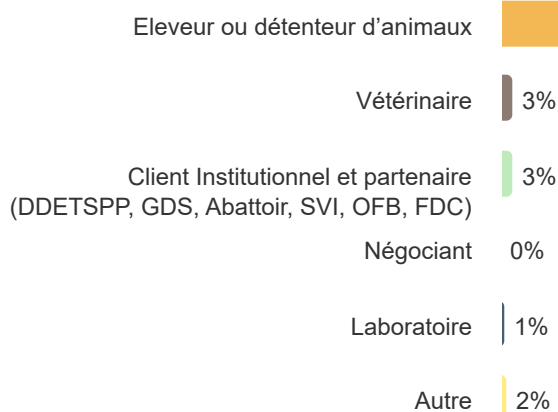 Eleveur ou détenteur d’animaux
Vétérinaire 3%
Client Institutionnel et partenaire
(DDETSPP, GDS, Abattoir, SVI, OFB, FDC) 3%
Négociant 0%
Laboratoire 1%
Autre 2%